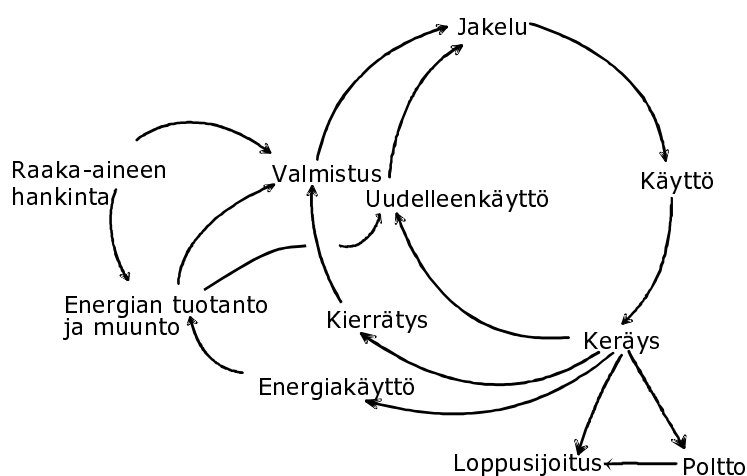 Jakelu
Raaka-aineen
hankinta
Valmistus
Käyttö
Uudelleenkäyttö
Energian tuotanto
ja muunto
Kierrätys
Keräys
Energiakäyttö
Loppusijoitus
Poltto